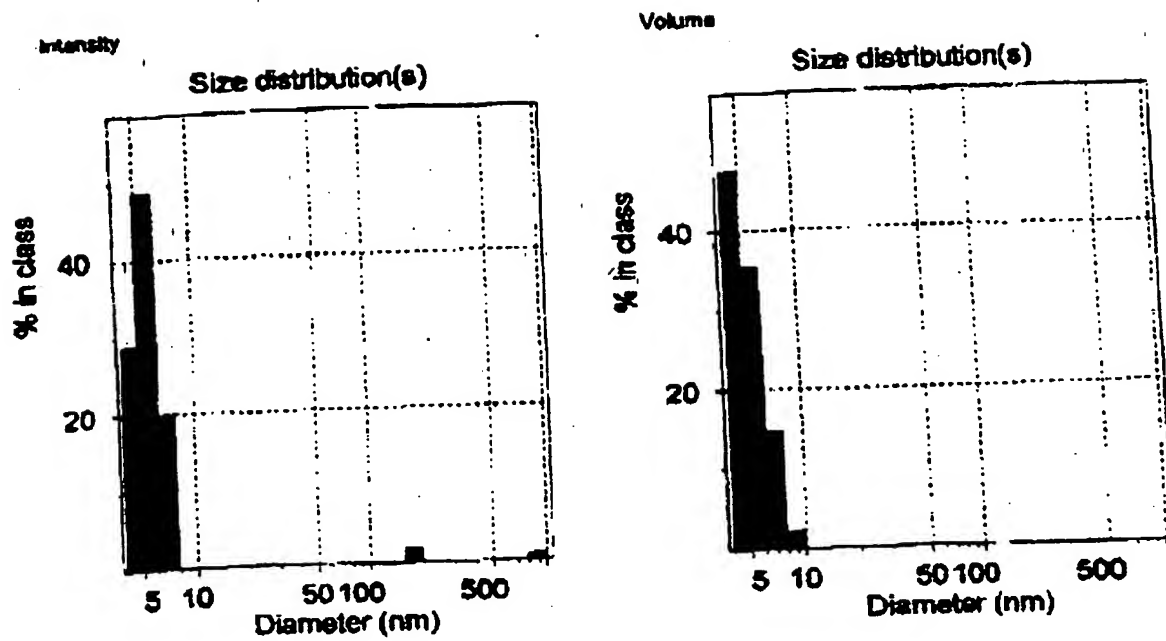 Intensity
Size distribution(s)
% in class
40
20
5 10 50 100 500
Diameter (nm)
Volume
Size distribution(s)
% in class
40
20
5 10 50 100 500
Diameter (nm)